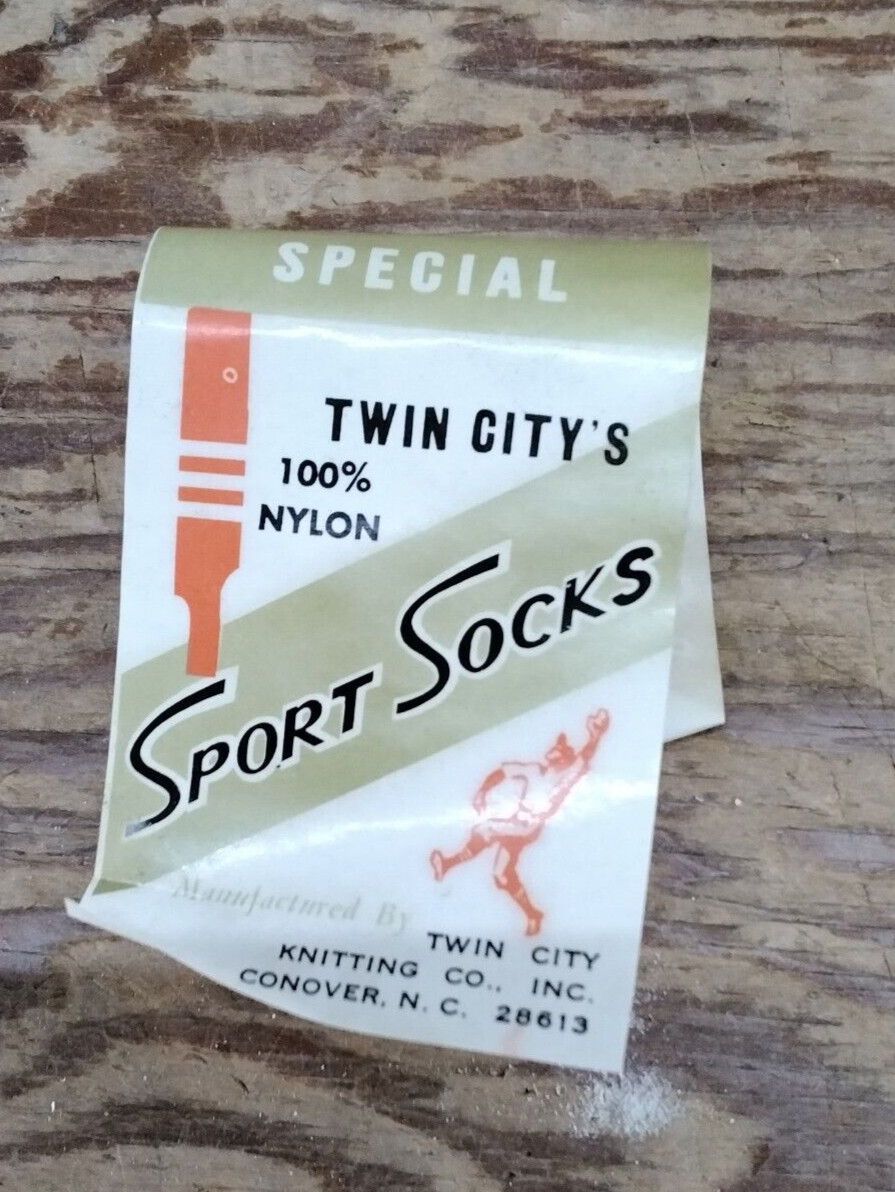 SPECIAL
TWIN CITY'S
100%
NYLON
SPORT SOCKS
Manufactured By
TWIN CITY
KNITTING CO., INC.
CONOVER, N. C. 28613